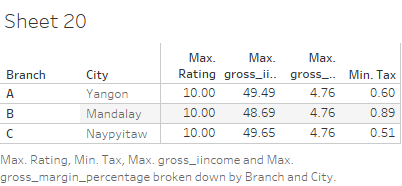 Sheet 20
Max. Max. Max.
Branch City Rating gross_ii.. gross_.. Min. Tax
A Yangon 10.00 49.49 4.76 0.60
B Mandalay 10.00 48.69 4.76 0.89
C Naypyitaw 10.00 49.65 4.76 0.51
Max. Rating, Min. Tax, Max. gross_iincome and Max.
gross_margin_percentage broken down by Branch and City.